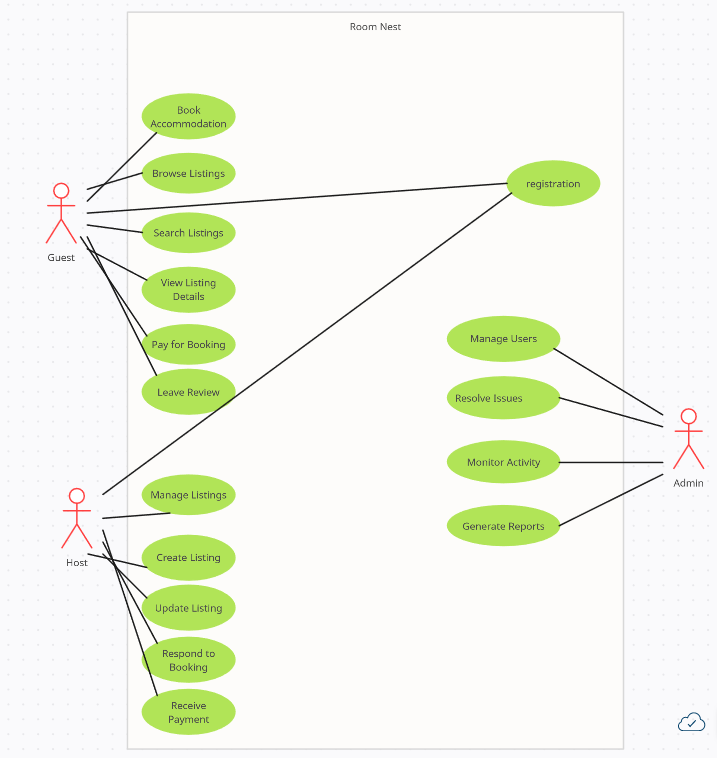 Room Nest
Book
Accommodation
Browse Listings
registration
Search Listings
Guest
View Listing
Details
Pay for Booking
Manage Users
Leave Review
Resolve Issues
Monitor Activity
Admin
Manage Listings
Generate Reports
Host
Create Listing
Update Listing
Respond to
Booking
Receive
Payment